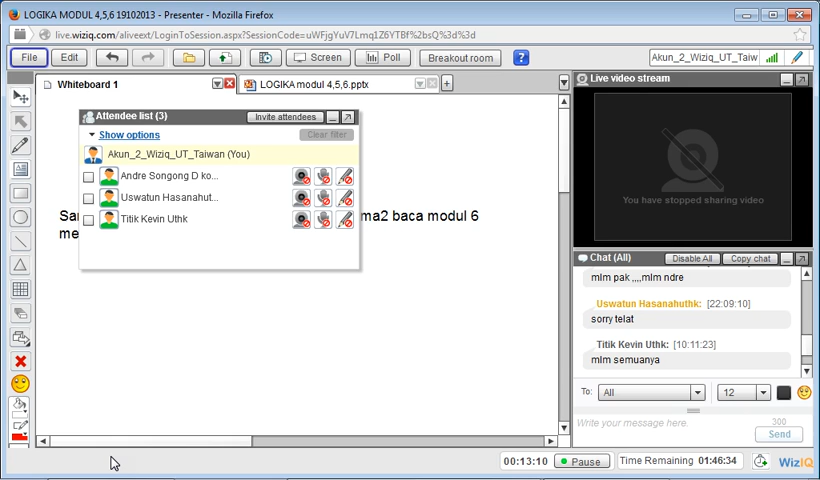 LOGIKA MODUL 4,5,6 19102013 - Presenter - Mozilla Firefox
live.wiziq.com/aliveext/LoginToSession.aspx?SessionCode=uWFjgYuV7Lmq1Z6YTBf%2bsQ%3d%3d
File Edit Screen Poll Breakout room ? Akun_2_Wiziq_UT_Taiw
Whiteboard 1 LOGIKA modul 4,5,6.pptx +
Live video stream
Attendee list (3) Invite attendees
Show options Clear filter
Akun_2_Wiziq_UT_Taiwan (You)
Andre Songong D ko...
Uswatun Hasanahut...
Titik Kevin Uthk
San ma2 baca modul 6
me
You have stopped sharing video
Chat (All) Disable All Copy chat
mlm pak ,,,,mlm ndre
Uswatun Hasanahuthk: [22:09:10]
sorry telat
Titik Kevin Uthk: [10:11:23]
mlm semuanya
To: All 12
Write your message here. 300
Send
00:13:10 Pause Time Remaining 01:46:34 WizIQ